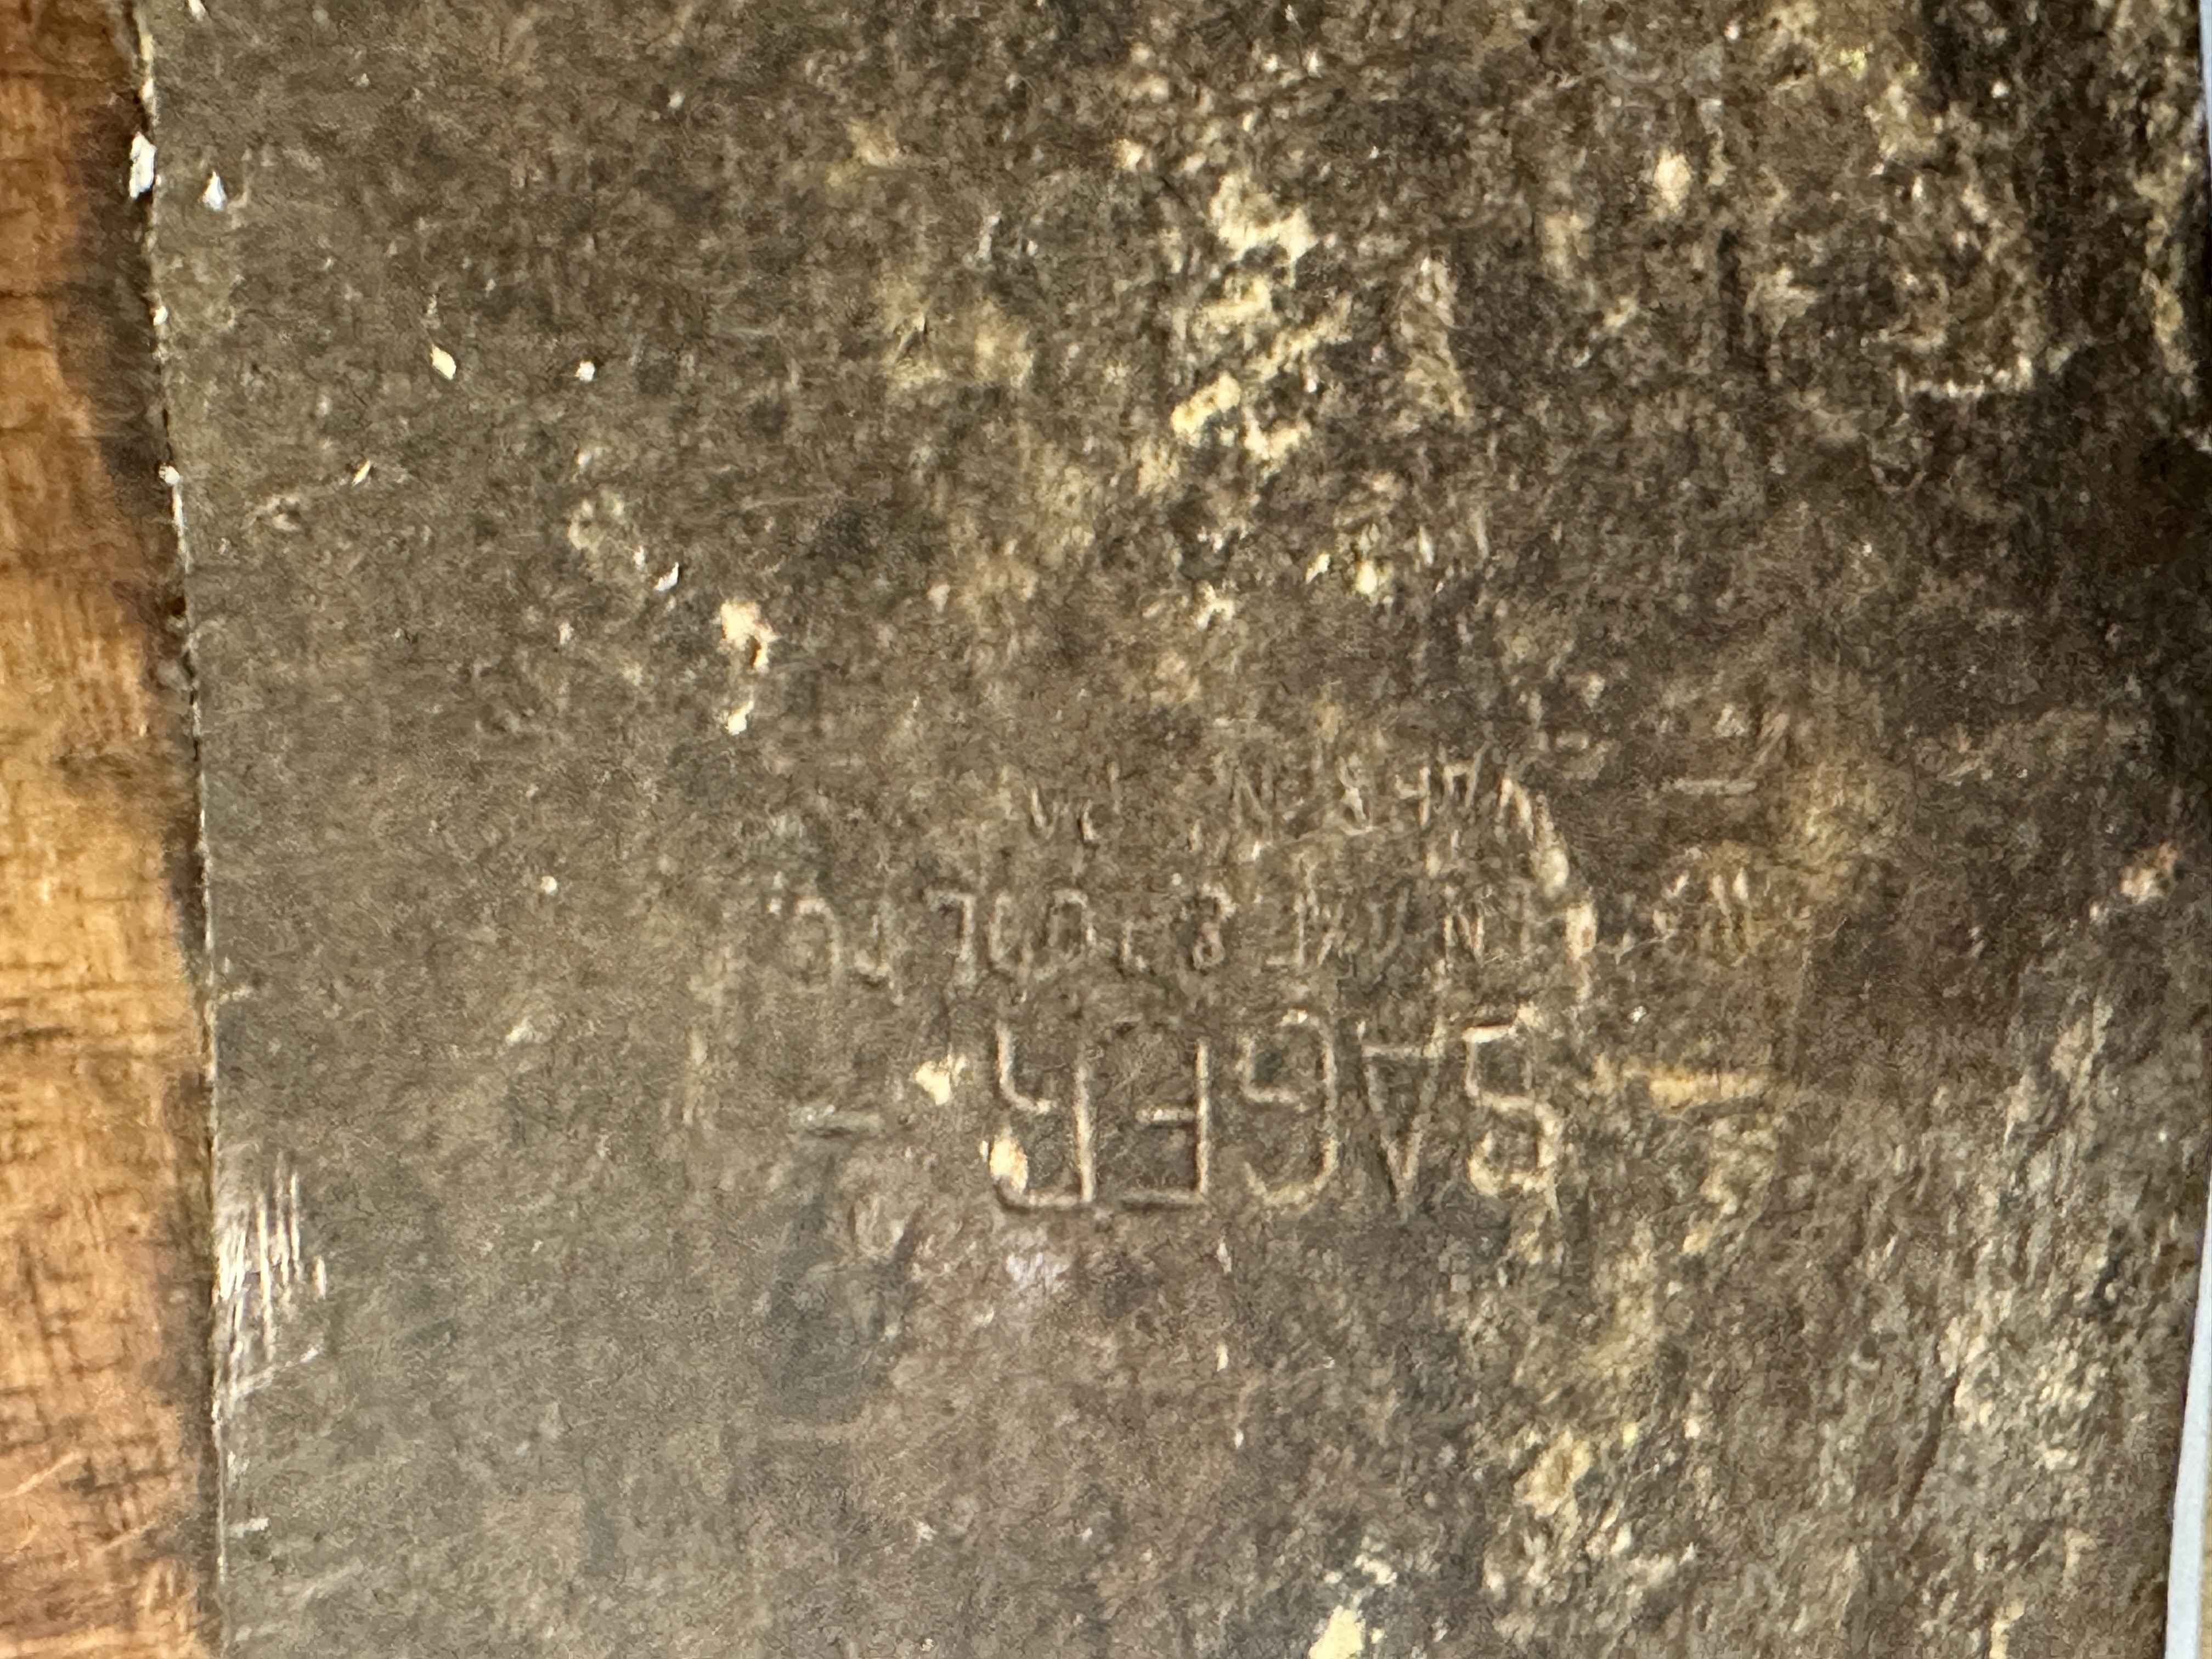 SAGER
AXE & TOOL CO.
WARREN, PA.